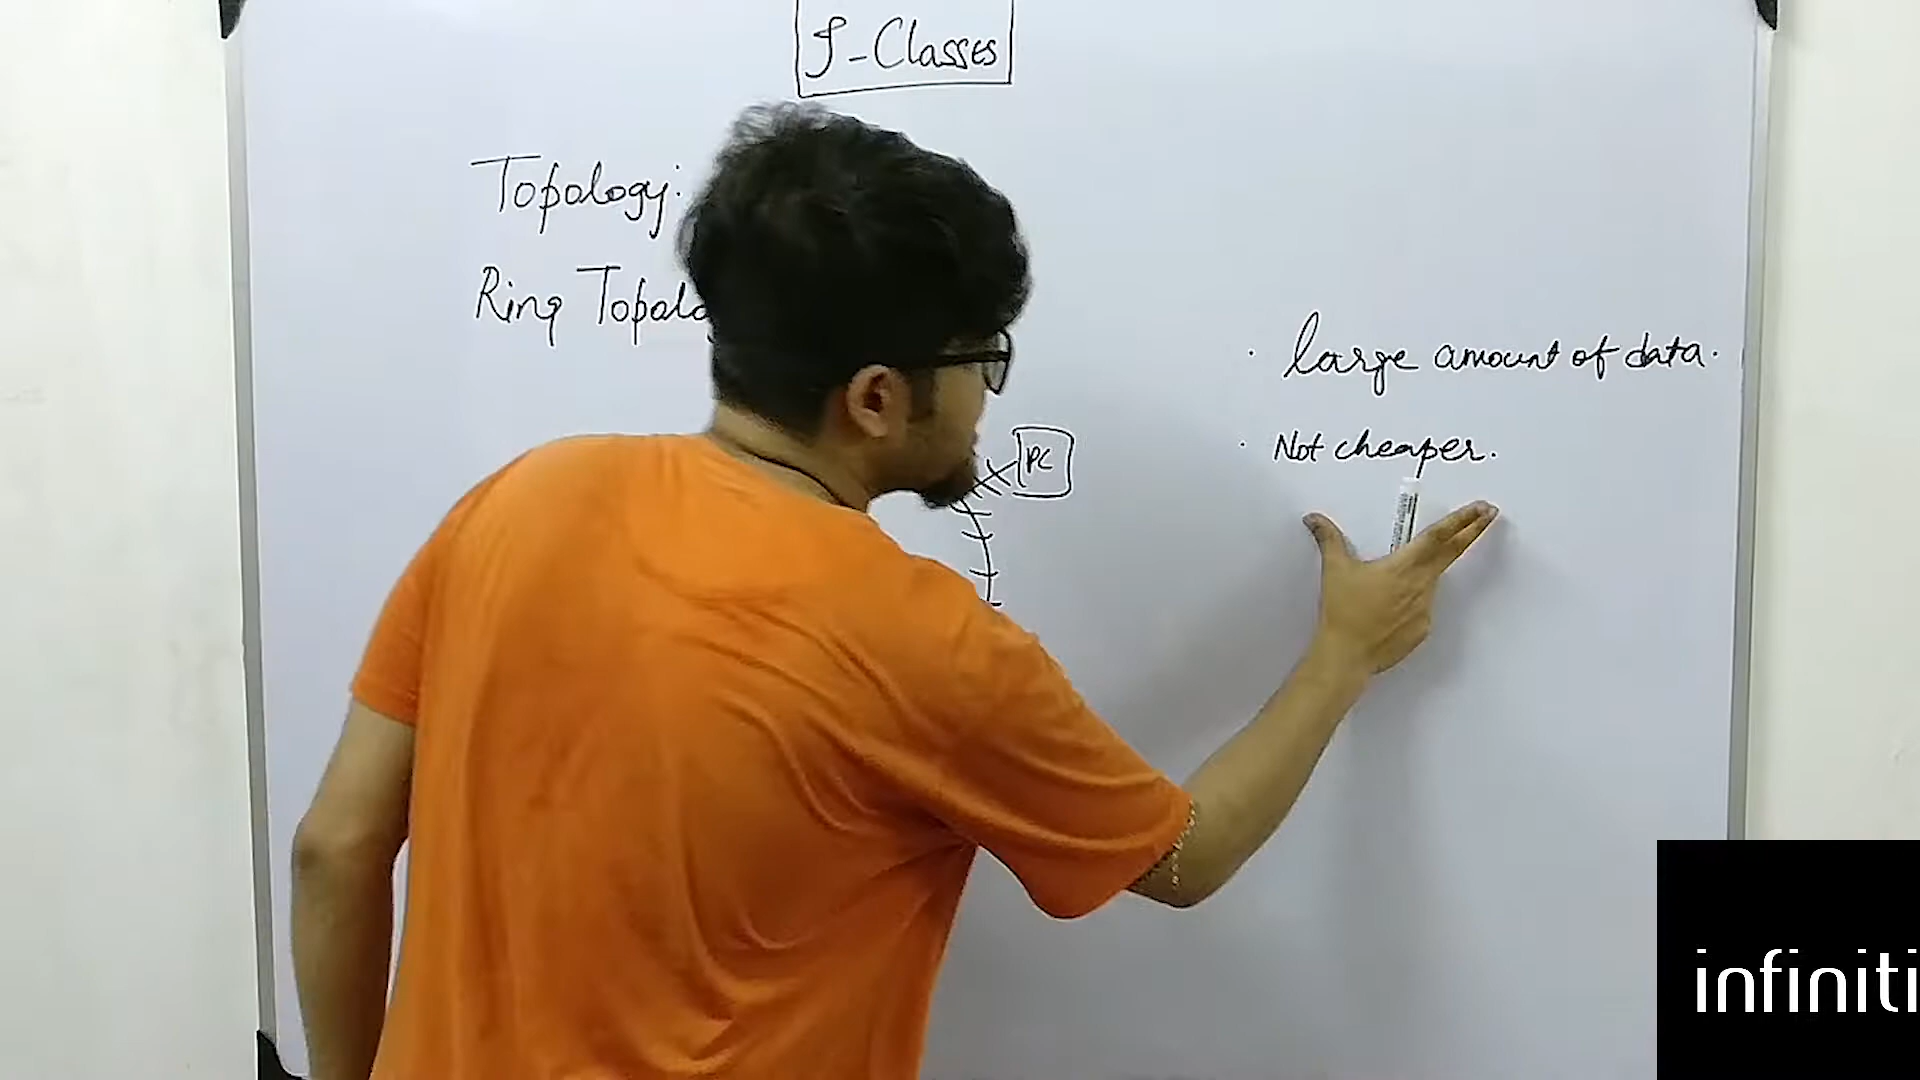 I-Classes
Topology:
Ring Topolo
large amount of data.
PC
Not cheaper.
infiniti